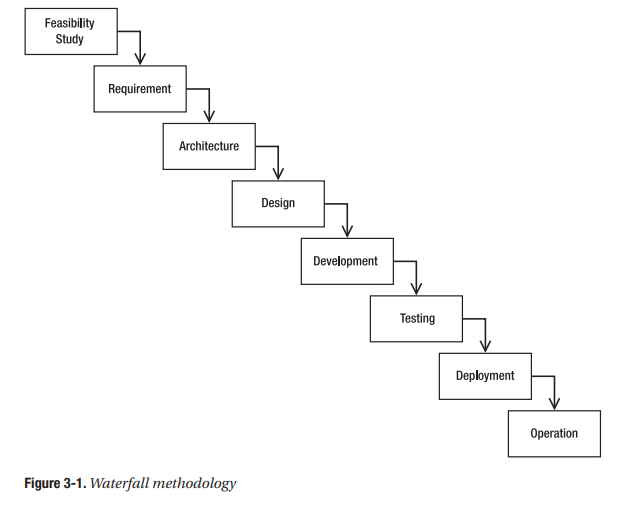 Feasibility
Study
Requirement
Architecture
Design
Development
Testing
Deployment
Operation
Figure 3-1. Waterfall methodology